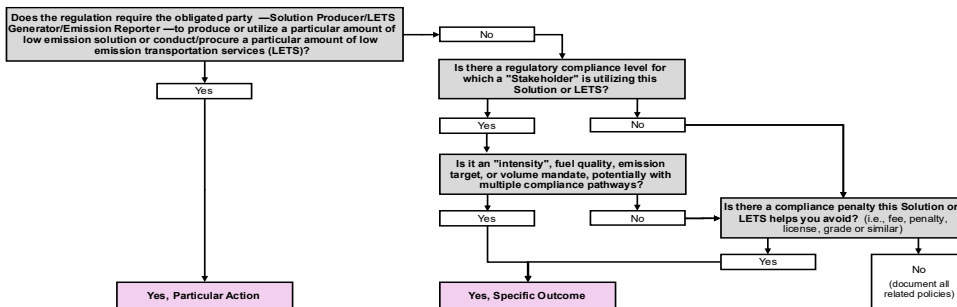 Does the regulation require the obligated party —Solution Producer/LETS
Generator/Emission Reporter —to produce or utilize a particular amount of
low emission solution or conduct/procure a particular amount of low
emission transportation services (LETS)?
No
Is there a regulatory compliance level for
which a "Stakeholder" is utilizing this
Solution or LETS?
Yes
Yes
No
Is it an "intensity", fuel quality, emission
target, or volume mandate, potentially with
multiple compliance pathways?
Is there a compliance penalty this Solution or
LETS helps you avoid? (i.e., fee, penalty,
license, grade or similar)
Yes
No
Yes
No
(document all
related policies)
Yes, Particular Action
Yes, Specific Outcome